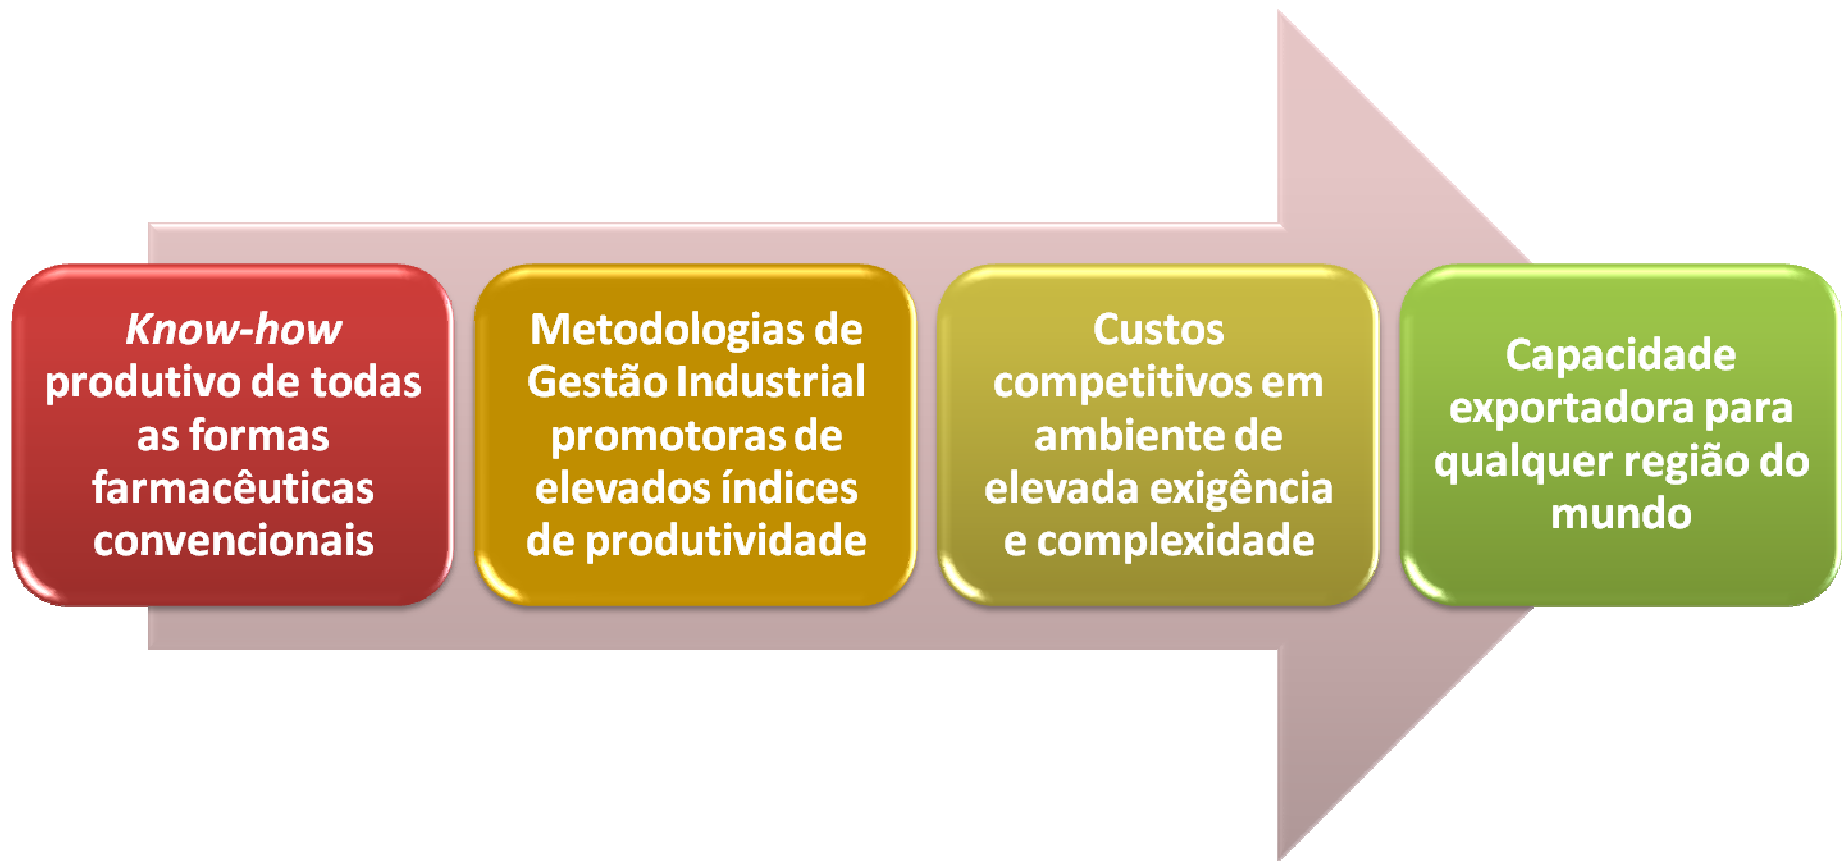 Know-how
produtivo de todas
as formas
farmacêuticas
convencionais
Metodologias de
Gestão Industrial
promotoras de
elevados índices
de produtividade
Custos
competitivos em
ambiente de
elevada exigência
e complexidade
Capacidade
exportadora para
qualquer região do
mundo